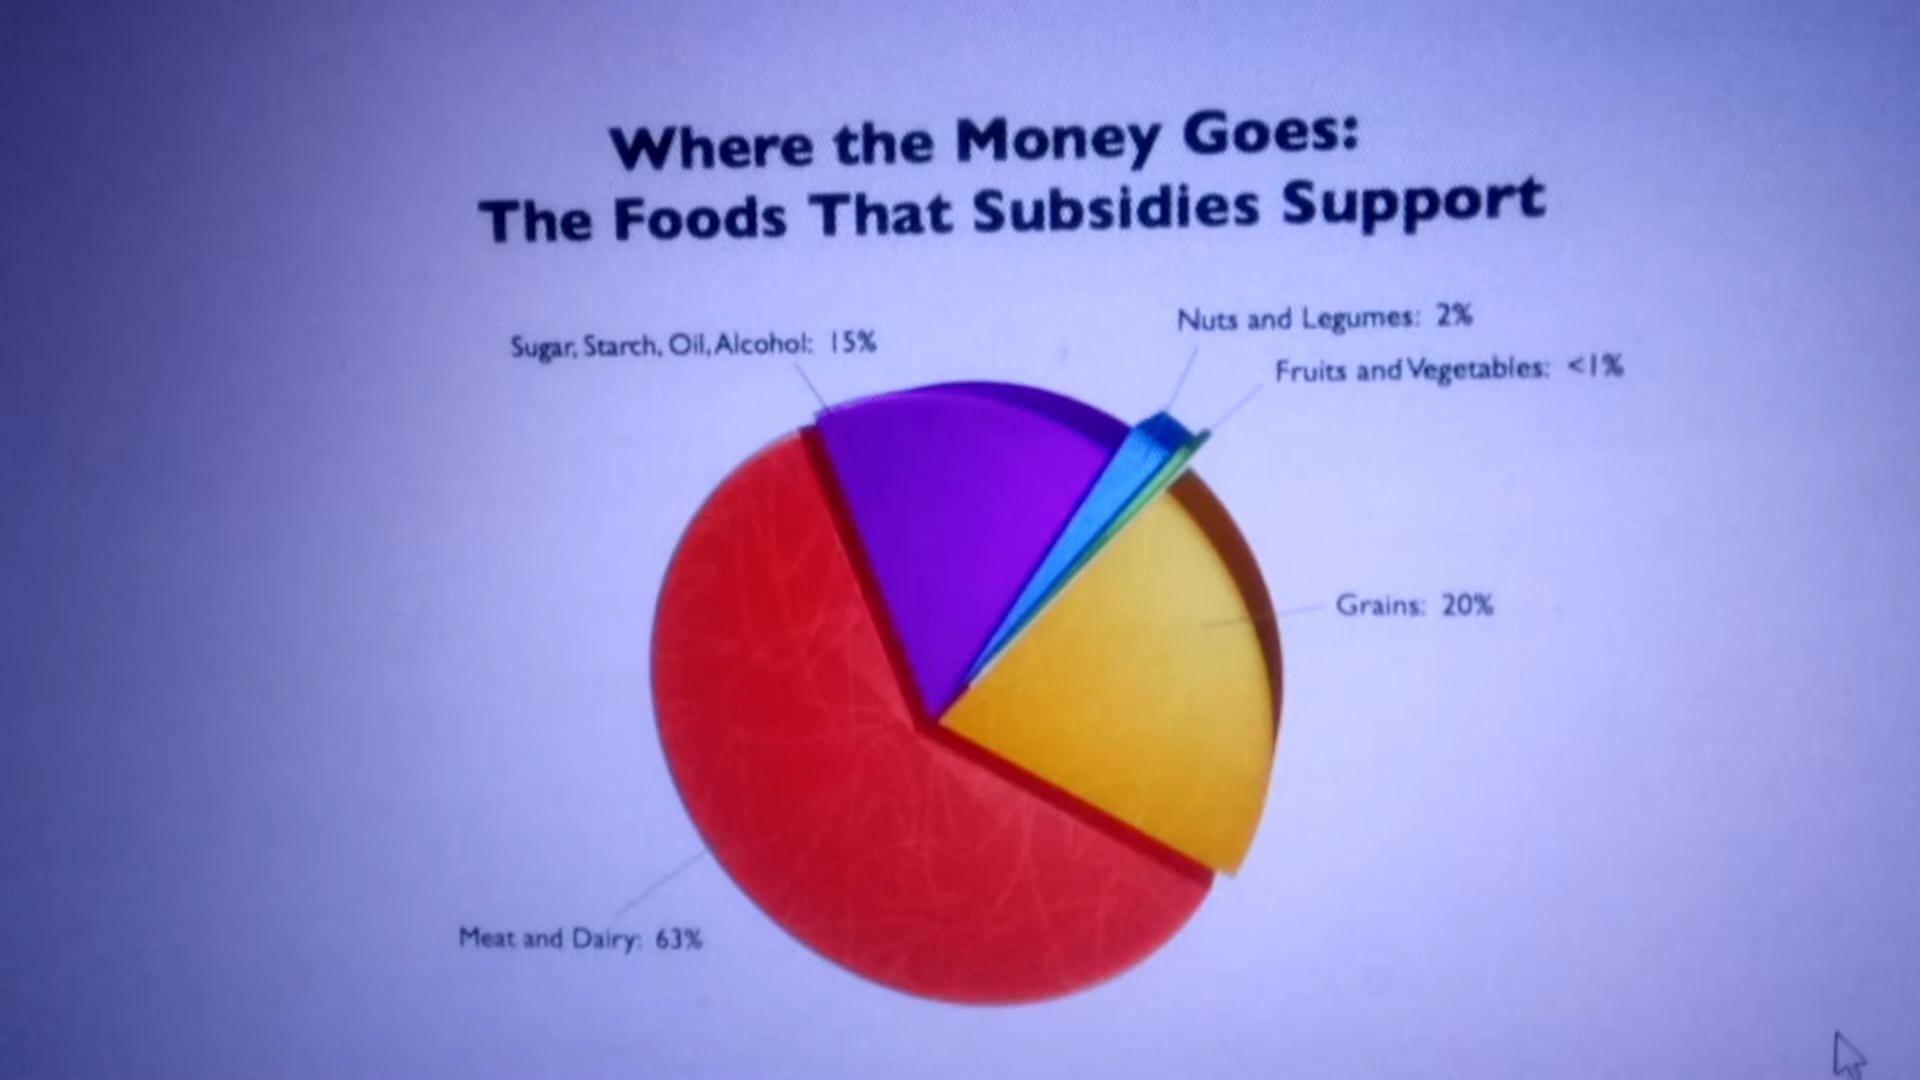 Where the Money Goes:
The Foods That Subsidies Support
Nuts and Legumes: 2%
Sugar, Starch, Oil, Alcohol: 15%
Fruits and Vegetables: <1%
Grains: 20%
Meat and Dairy: 63%